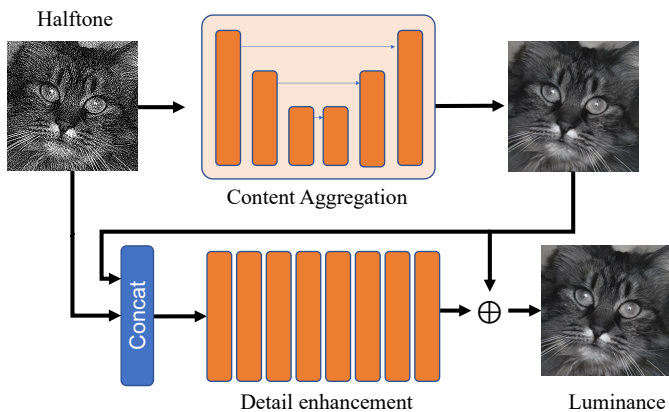 Halftone
Content Aggregation
Concat
Detail enhancement
Luminance